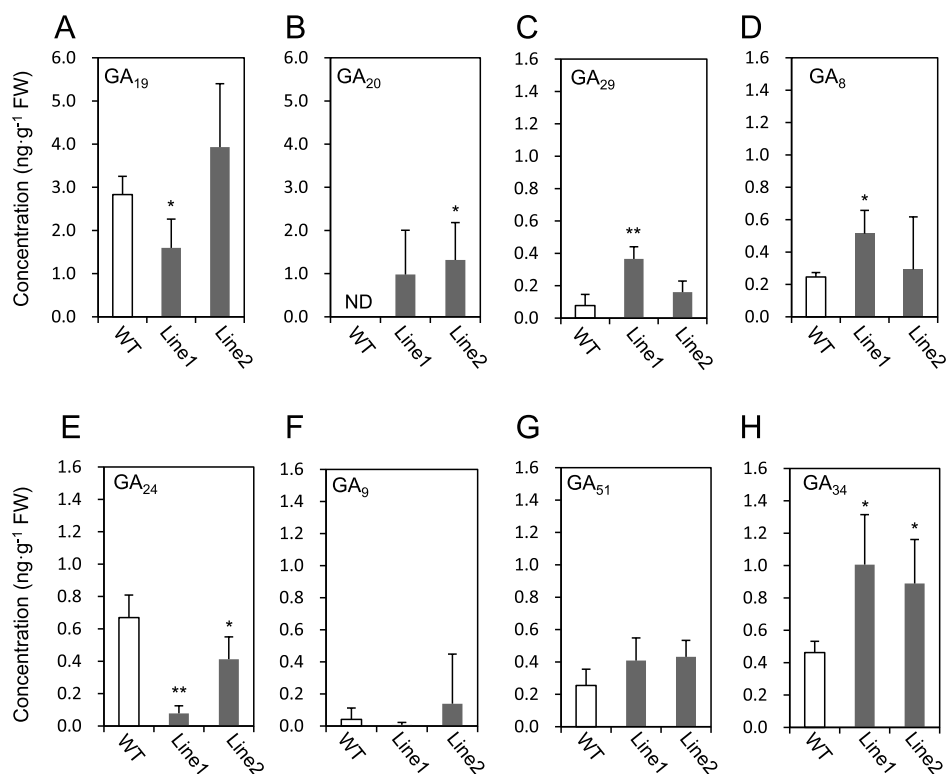 A
B
C
D
Concentration (ng·g⁻¹ FW)
6.0
5.0
4.0
3.0
2.0
1.0
0.0
GA₁₉
*
WT
Line1
Line2
6.0
5.0
4.0
3.0
2.0
1.0
0.0
GA₂₀
ND
*
WT
Line1
Line2
1.6
1.4
1.2
1.0
0.8
0.6
0.4
0.2
0.0
GA₂₉
**
WT
Line1
Line2
1.6
1.4
1.2
1.0
0.8
0.6
0.4
0.2
0.0
GA₈
*
WT
Line1
Line2
E
F
G
H
Concentration (ng·g⁻¹ FW)
1.6
1.4
1.2
1.0
0.8
0.6
0.4
0.2
0.0
GA₂₄
**
*
WT
Line1
Line2
1.6
1.4
1.2
1.0
0.8
0.6
0.4
0.2
0.0
GA₉
WT
Line1
Line2
1.6
1.4
1.2
1.0
0.8
0.6
0.4
0.2
0.0
GA₅₁
WT
Line1
Line2
1.6
1.4
1.2
1.0
0.8
0.6
0.4
0.2
0.0
GA₃₄
*
*
WT
Line1
Line2